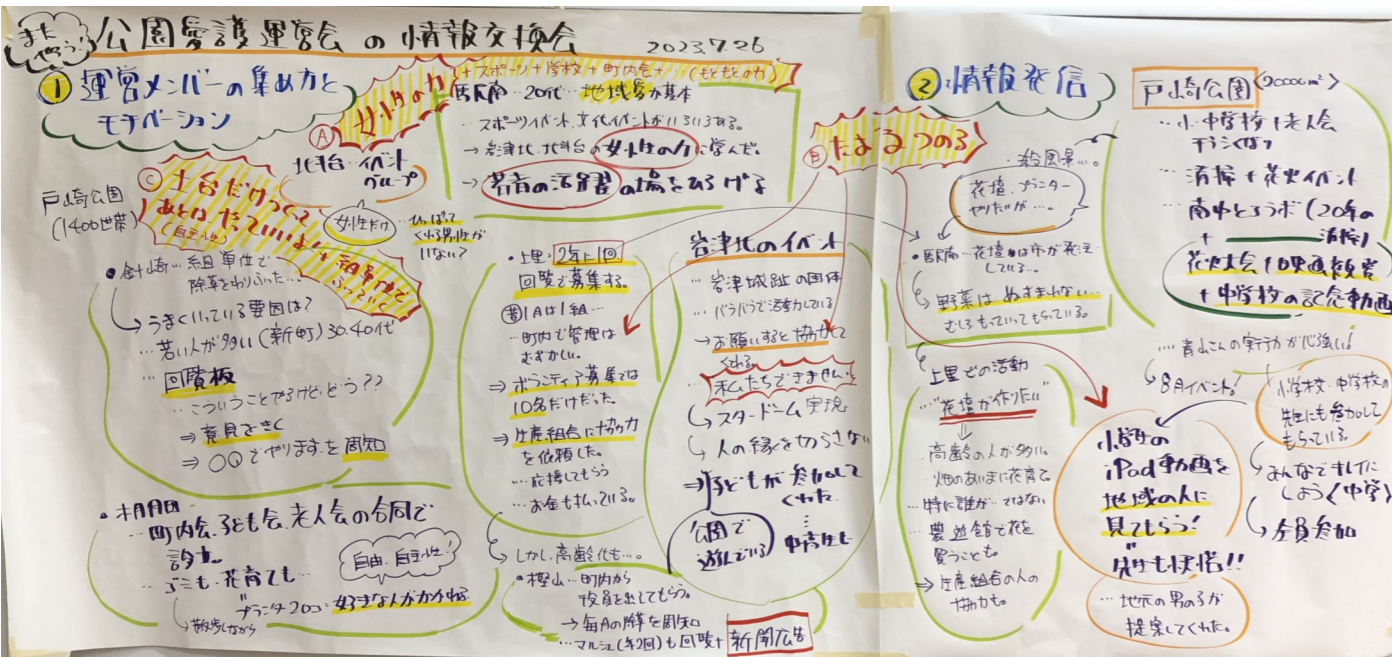 また
やろう!
公園愛護運営会の情報交換会
2023.7.26
① 運営メンバーの集め方と
モチベーション
Ⓐ 女性の力
北斗台・イベント
グループ
女性だけ
…ひっぱって
くれる男性が
いない?
戸崎公園
(1400世帯)
Ⓒ 土台だけつくって
あとはやっていいよ!
(自主性)
+組単位で
ふっていく
• 針崎…組単位で
除草をわりふった…
うまくいっている要因は?
…若い人が多い(新町)30.40代
…回覧板
…こういうことやるけど、どう??
⇒ 意見をきく
⇒ ○○でやります。を周知
…町内会、子ども会、老人会の合同で
設立。
…ゴミも・花育ても…
自由、自主性!
プランタ200…好きな人がかかわる
→散歩しながら
(+スポーツ+学校+町内会+…(もともとの力)
駅南…20代…地域愛が基本
…スポーツイベント、文化イベントがいろいろある。
→岩津北、北斗台の女性の力に学んだ。
→若者の活躍の場をひろげる
• 上里…2年に1回
回覧で募集する。
昔 1Aは1組…
…町内で管理は
むずかしい。
⇒ボランティア募集では
10名だけだった。
⇒生産組合に協力
を依頼した。
…応援してもらう
…お金も払っている。
しかし、高齢化も…。
• 樫山…町内から
役員を出してもらう。
→毎月の除草を周知
…マルシェ(年2回)も回覧+新聞広告
岩津北のイベント
…岩津城趾の団体
…バラバラで活動している
→お願いすると協力して
くれる。
…私たちできません…
スタードーム実現
人の縁を切らさない
⇒子どもが参加して
くれた
…中高生も
公園で
遊んでいる
② 情報発信
Ⓑ たよる つのる
…殺風景…。
花壇、プランター
やりたいが…。
• 駅南…花壇は市が発注
している…
野菜はぬすまれない…
むしろもっていってもらっている。
上里での活動
…"花壇が作りたい"
…高齢の人が多い。
…畑のあいまに花育て。
…特に誰が…ではない
…農遊館で花を
買うことも。
⇒生産組合の人の
協力も。
戸崎公園
(2000m²)
…小・中学校+老人会
チラシくばり
…清掃+花火イベント
…南中とコラボ(20年の
清掃)
+
花火大会/映画観賞
+中学校の記念動画
…青山さんの実行力が心強い!
8月イベント!
小学校・中学校の
先生にも参加して
もらっている。
みんなでキレイに
しよう(中学)
全員参加
小学生の
iPad動画を
地域の人に
見てもらう!
…地元の男の子が
提案してくれた。